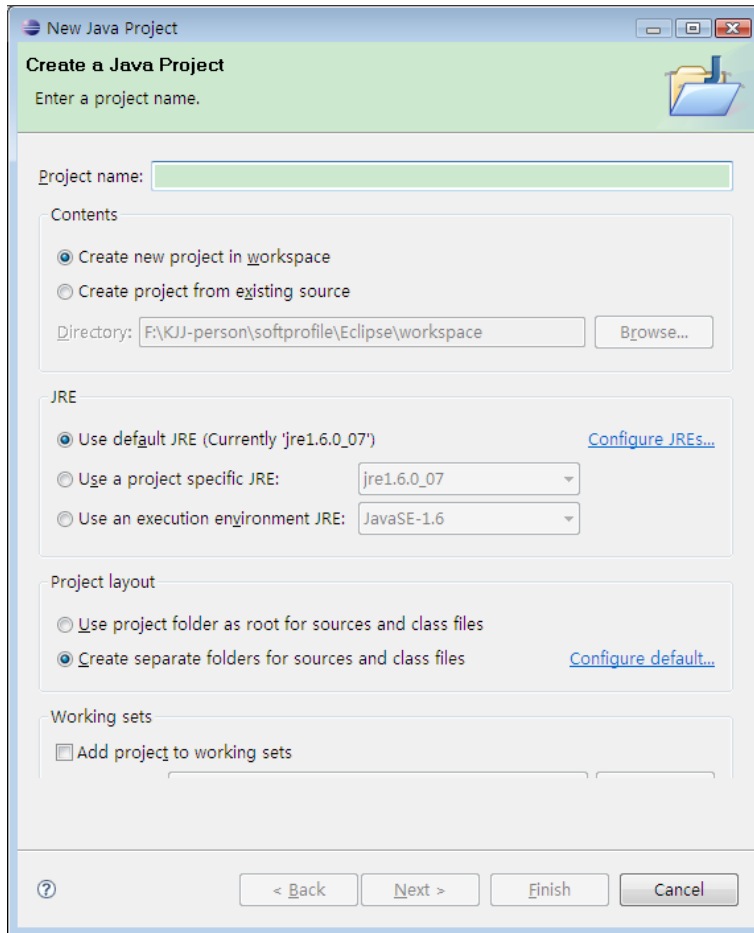 New Java Project
Create a Java Project
Enter a project name.
Project name:
Contents
Create new project in workspace
Create project from existing source
Directory: F:\KJJ-person\softprofile\Eclipse\workspace Browse...
JRE
Use default JRE (Currently 'jre1.6.0_07') Configure JREs...
Use a project specific JRE: jre1.6.0_07
Use an execution environment JRE: JavaSE-1.6
Project layout
Use project folder as root for sources and class files
Create separate folders for sources and class files Configure default...
Working sets
Add project to working sets
? < Back Next > Finish Cancel